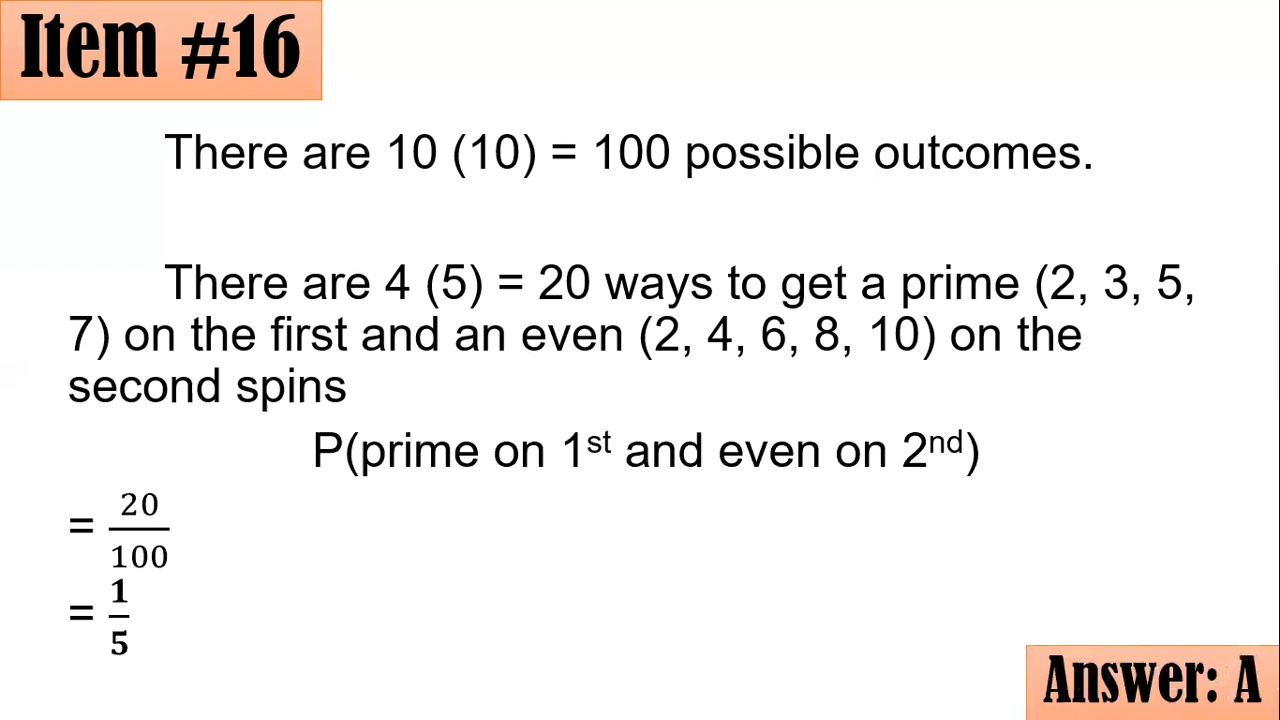 Item #16
There are 10 (10) = 100 possible outcomes.
There are 4 (5) = 20 ways to get a prime (2, 3, 5,
7) on the first and an even (2, 4, 6, 8, 10) on the
second spins
P(prime on 1st and even on 2nd)
= 20/100
= 1/5
Answer: A